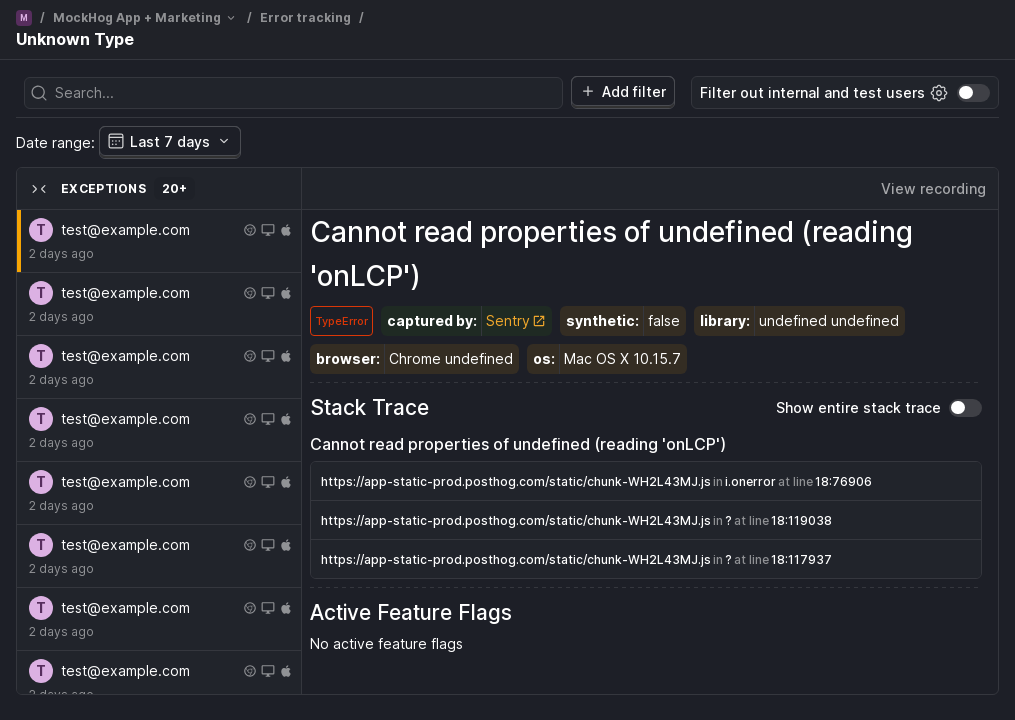 M / MockHog App + Marketing / Error tracking /
Unknown Type
Search...
Add filter
Filter out internal and test users
Date range: Last 7 days
EXCEPTIONS 20+
View recording
test@example.com
2 days ago
T
test@example.com
2 days ago
T
test@example.com
2 days ago
T
test@example.com
2 days ago
T
test@example.com
2 days ago
T
test@example.com
2 days ago
T
test@example.com
2 days ago
T
test@example.com
2 days ago
T
Cannot read properties of undefined (reading
'onLCP')
TypeError captured by: Sentry synthetic: false library: undefined undefined
browser: Chrome undefined os: Mac OS X 10.15.7
Stack Trace
Show entire stack trace
Cannot read properties of undefined (reading 'onLCP')
https://app-static-prod.posthog.com/static/chunk-WH2L43MJ.js in i.onerror at line 18:76906
https://app-static-prod.posthog.com/static/chunk-WH2L43MJ.js in ? at line 18:119038
https://app-static-prod.posthog.com/static/chunk-WH2L43MJ.js in ? at line 18:117937
Active Feature Flags
No active feature flags